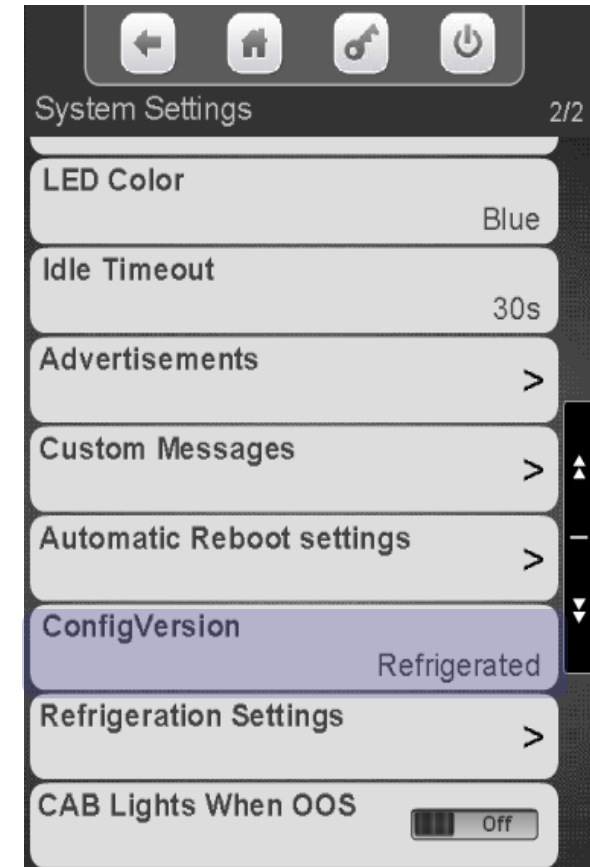 System Settings 2/2
LED Color
Blue
Idle Timeout
30s
Advertisements
>
Custom Messages
>
Automatic Reboot settings
>
ConfigVersion
Refrigerated
Refrigeration Settings
>
CAB Lights When OOS
Off